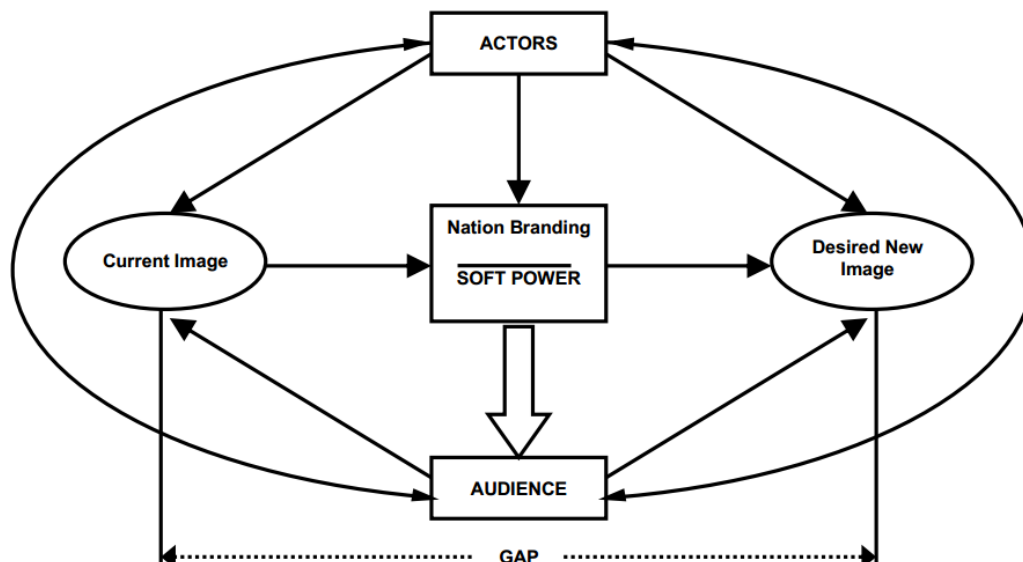 ACTORS
Nation Branding
SOFT POWER
Current Image
Desired New
Image
AUDIENCE
GAP